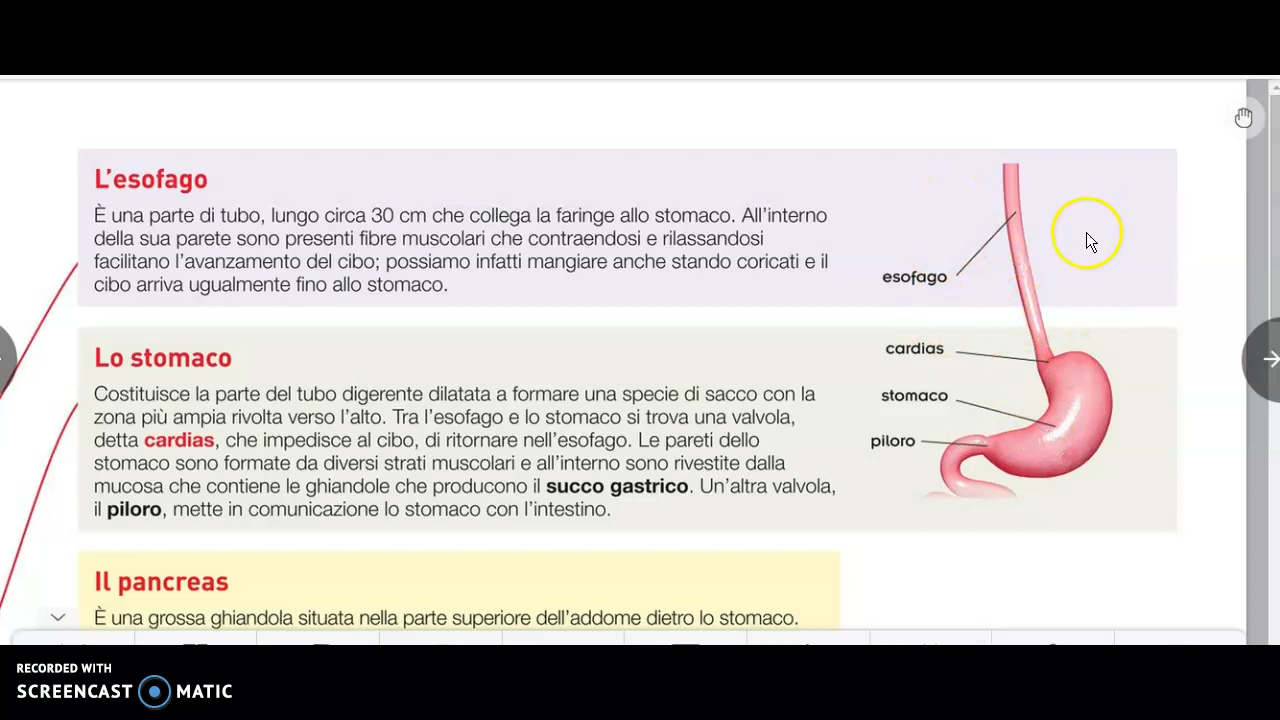 L'esofago
È una parte di tubo, lungo circa 30 cm che collega la faringe allo stomaco. All'interno
della sua parete sono presenti fibre muscolari che contraendosi e rilassandosi
facilitano l'avanzamento del cibo; possiamo infatti mangiare anche stando coricati e il
cibo arriva ugualmente fino allo stomaco.
esofago
Lo stomaco
Costituisce la parte del tubo digerente dilatata a formare una specie di sacco con la
zona più ampia rivolta verso l'alto. Tra l'esofago e lo stomaco si trova una valvola,
detta cardias, che impedisce al cibo, di ritornare nell'esofago. Le pareti dello
stomaco sono formate da diversi strati muscolari e all'interno sono rivestite dalla
mucosa che contiene le ghiandole che producono il succo gastrico. Un'altra valvola,
il piloro, mette in comunicazione lo stomaco con l'intestino.
cardias
stomaco
piloro
Il pancreas
È una grossa ghiandola situata nella parte superiore dell'addome dietro lo stomaco.
RECORDED WITH
SCREENCAST MATIC